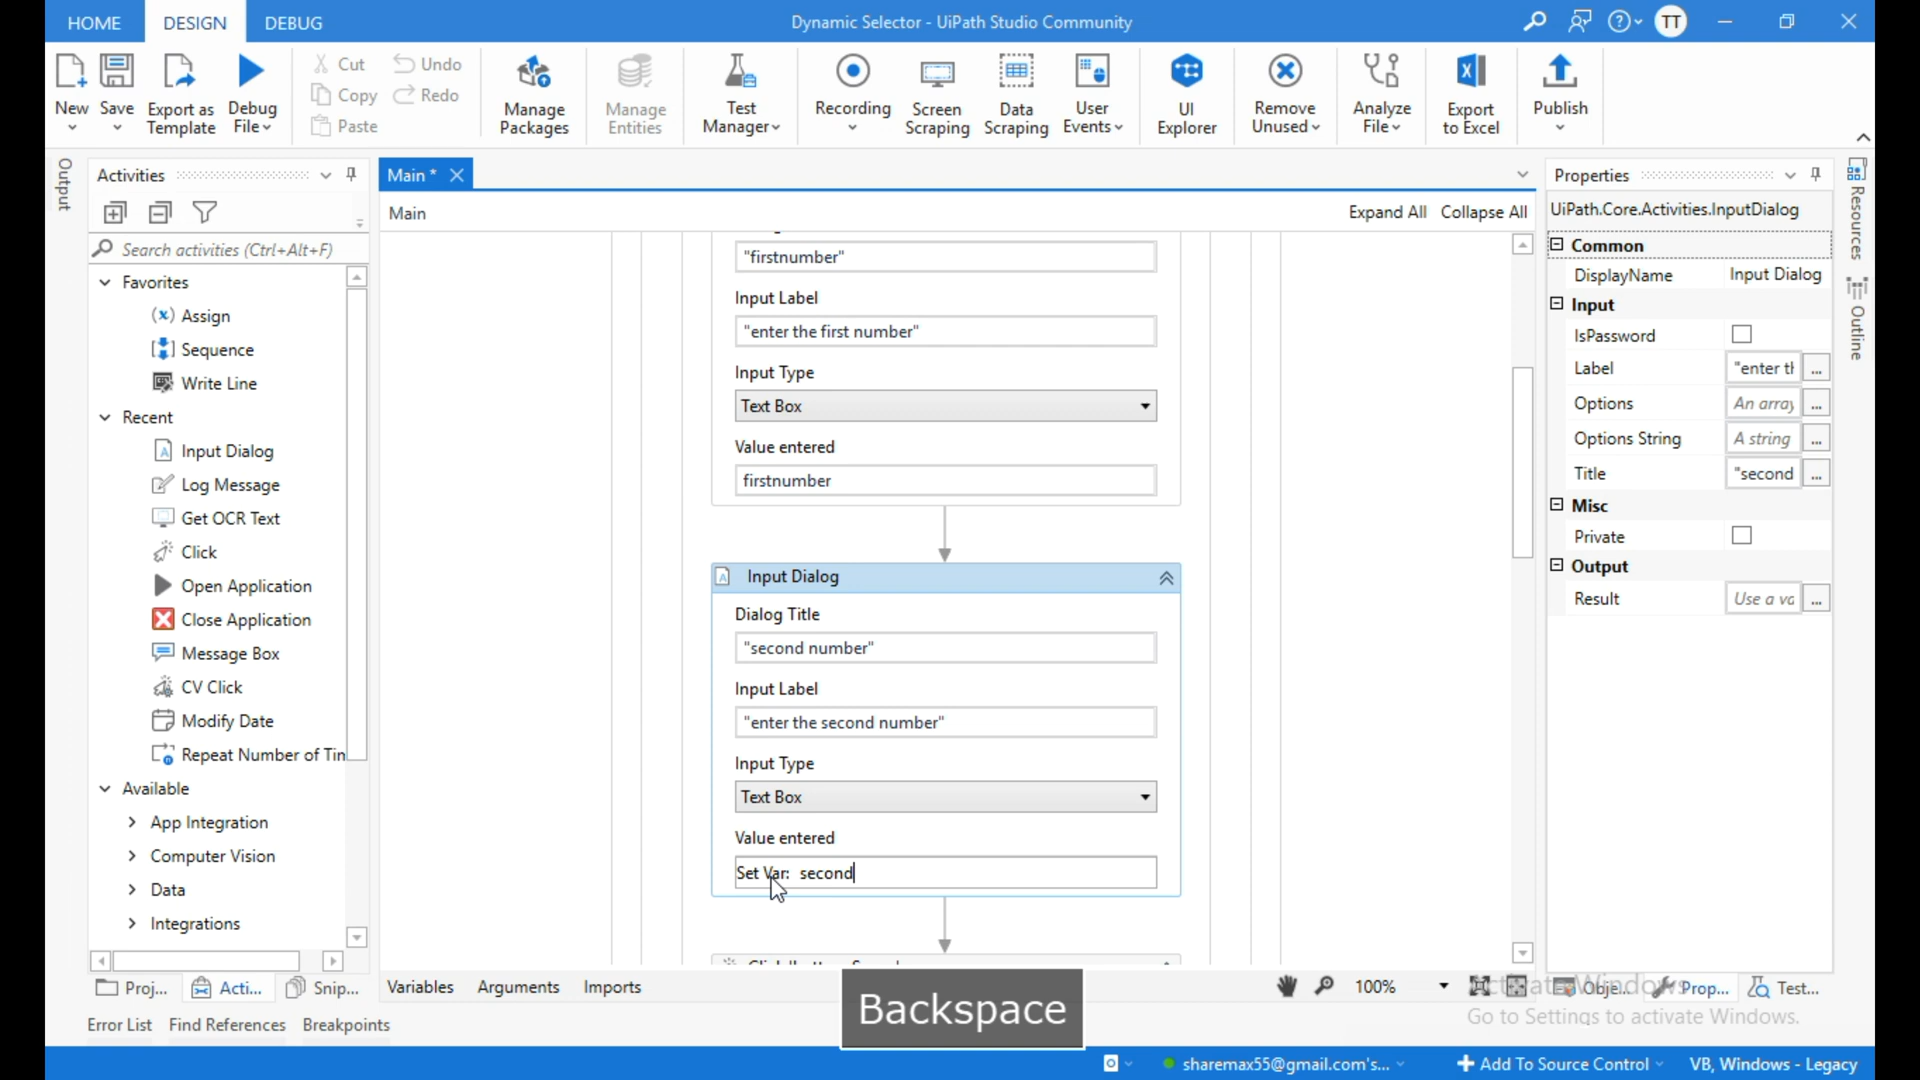 HOME DESIGN DEBUG
Dynamic Selector - UiPath Studio Community
TT
New
Save
Export as
Template
Debug
File
Cut
Copy
Paste
Undo
Redo
Manage
Packages
Manage
Entities
Test
Manager
Recording
Screen
Scraping
Data
Scraping
User
Events
UI
Explorer
Remove
Unused
Analyze
File
Export
to Excel
Publish
Output
Activities
Search activities (Ctrl+Alt+F)
Favorites
Assign
Sequence
Write Line
Recent
Input Dialog
Log Message
Get OCR Text
Click
Open Application
Close Application
Message Box
CV Click
Modify Date
Repeat Number of Tin
Available
App Integration
Computer Vision
Data
Integrations
Proj...
Acti...
Snip...
Main *
Main
Expand All Collapse All
"firstnumber"
Input Label
"enter the first number"
Input Type
Text Box
Value entered
firstnumber
Input Dialog
Dialog Title
"second number"
Input Label
"enter the second number"
Input Type
Text Box
Value entered
Set Var: second
Variables Arguments Imports
100%
Properties
UiPath.Core.Activities.InputDialog
Common
DisplayName Input Dialog
Input
IsPassword
Label "enter th ...
Options An array ...
Options String A string ...
Title "second ...
Misc
Private
Output
Result Use a va ...
Resources
Outline
Obje...
Prop...
Test...
Activate Windows
Go to Settings to activate Windows.
Error List Find References Breakpoints
Backspace
sharemax55@gmail.com's...
Add To Source Control
VB, Windows - Legacy